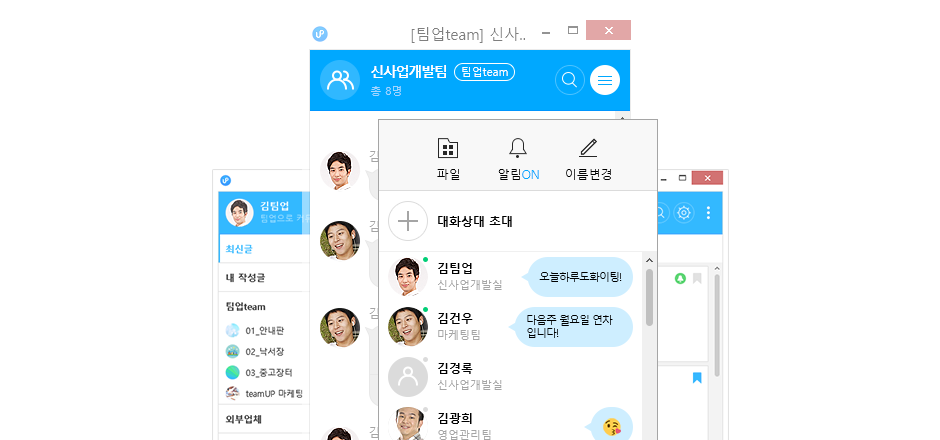 [팀업team] 신사..
신사업개발팀 팀업team
총 8명
파일
알림ON
이름변경
대화상대 초대
김팀업
신사업개발실
오늘하루도화이팅!
김건우
마케팅팀
다음주 월요일 연차
입니다!
김경록
신사업개발실
김광희
영업관리팀
김
김
김
김
김팀업
팀업으로 커
최신글
내 작성글
팀업team
01_안내판
02_낙서장
03_중고장터
teamUP 마케팅
외부업체